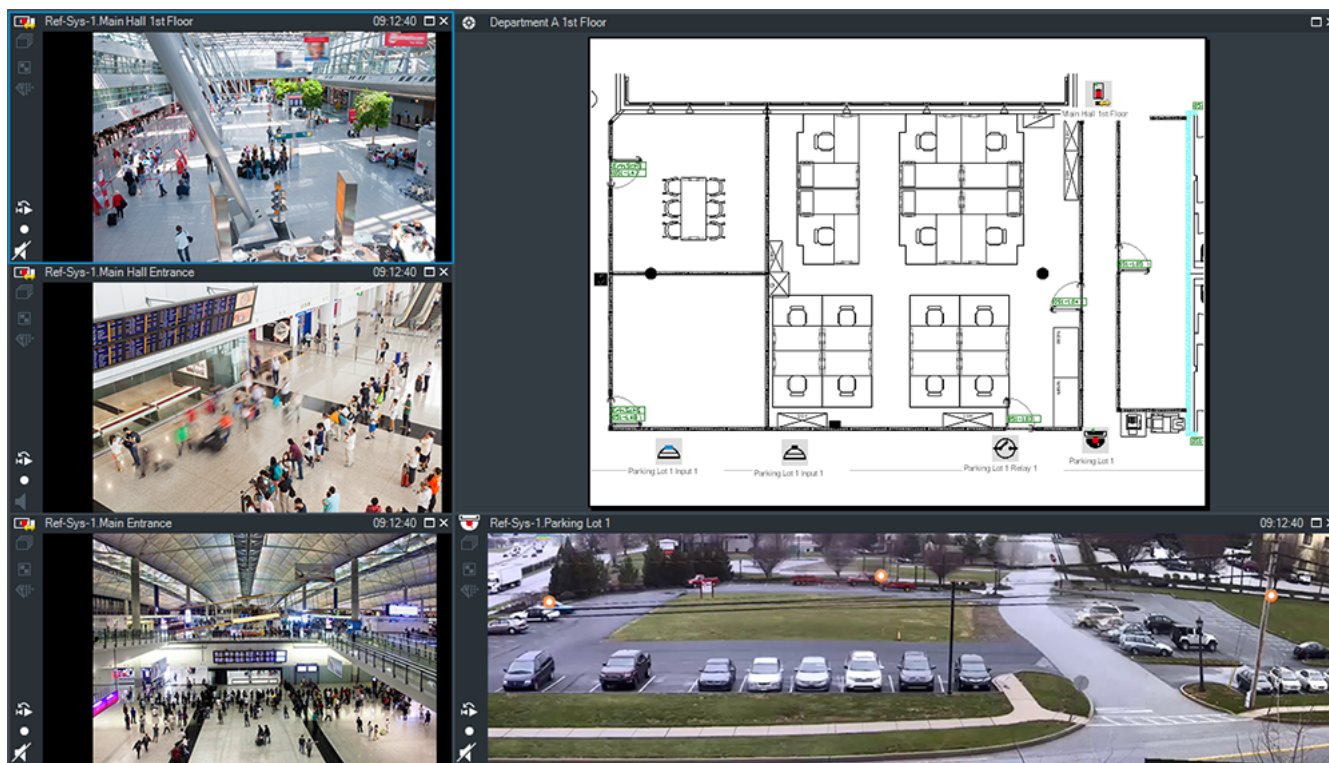 Ref-Sys-1.Main Hall 1st Floor 09:12:40
Department A 1st Floor
Main Hall 1st Floor
Parking Lot 1 Input 1
Parking Lot 1 Input 1
Parking Lot 1 Relay 1
Parking Lot 1
Ref-Sys-1.Main Hall Entrance 09:12:40
Ref-Sys-1.Main Entrance 09:12:40
Ref-Sys-1.Parking Lot 1 09:12:40